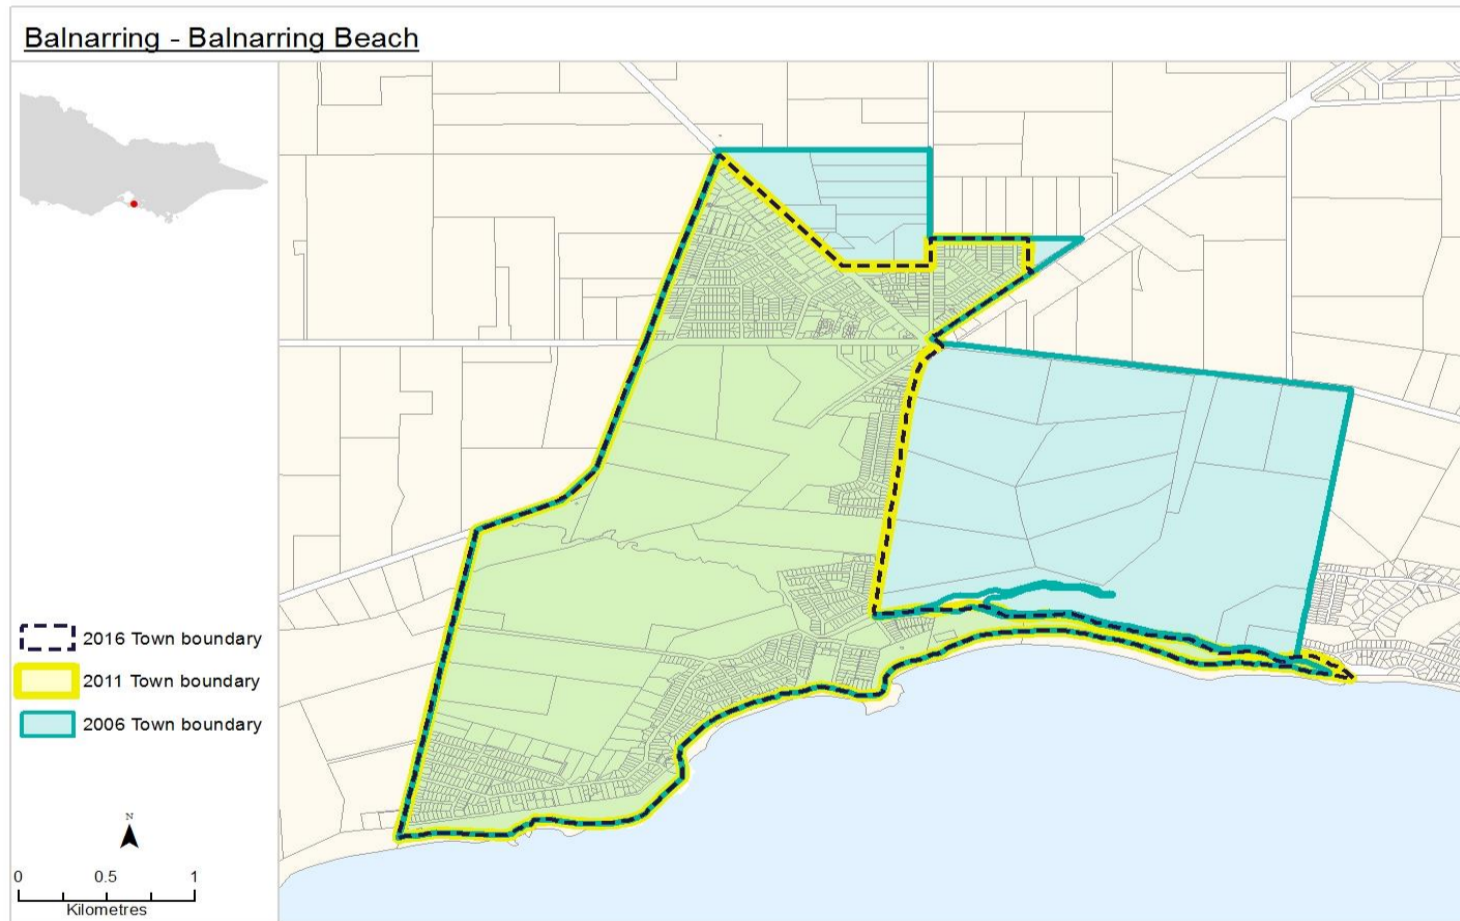 Balnarring - Balnarring Beach
2016 Town boundary
2011 Town boundary
2006 Town boundary
N
0 0.5 1
Kilometres